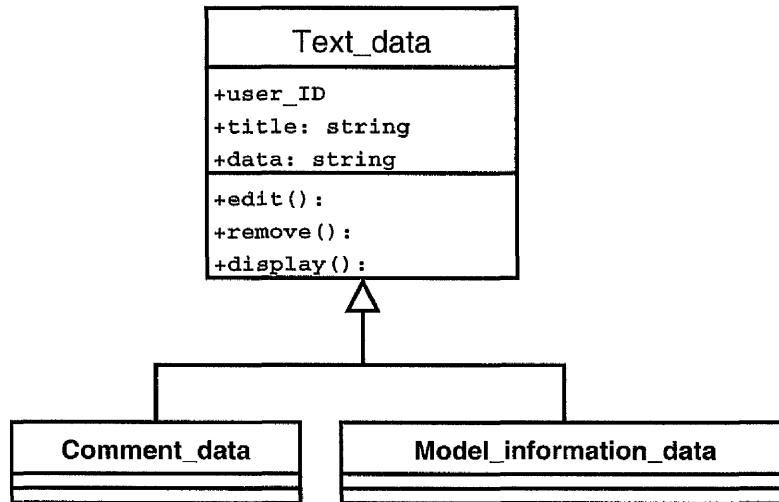 Text_data
+user_ID
+title: string
+data: string
+edit():
+remove():
+display():
Comment_data
Model_information_data